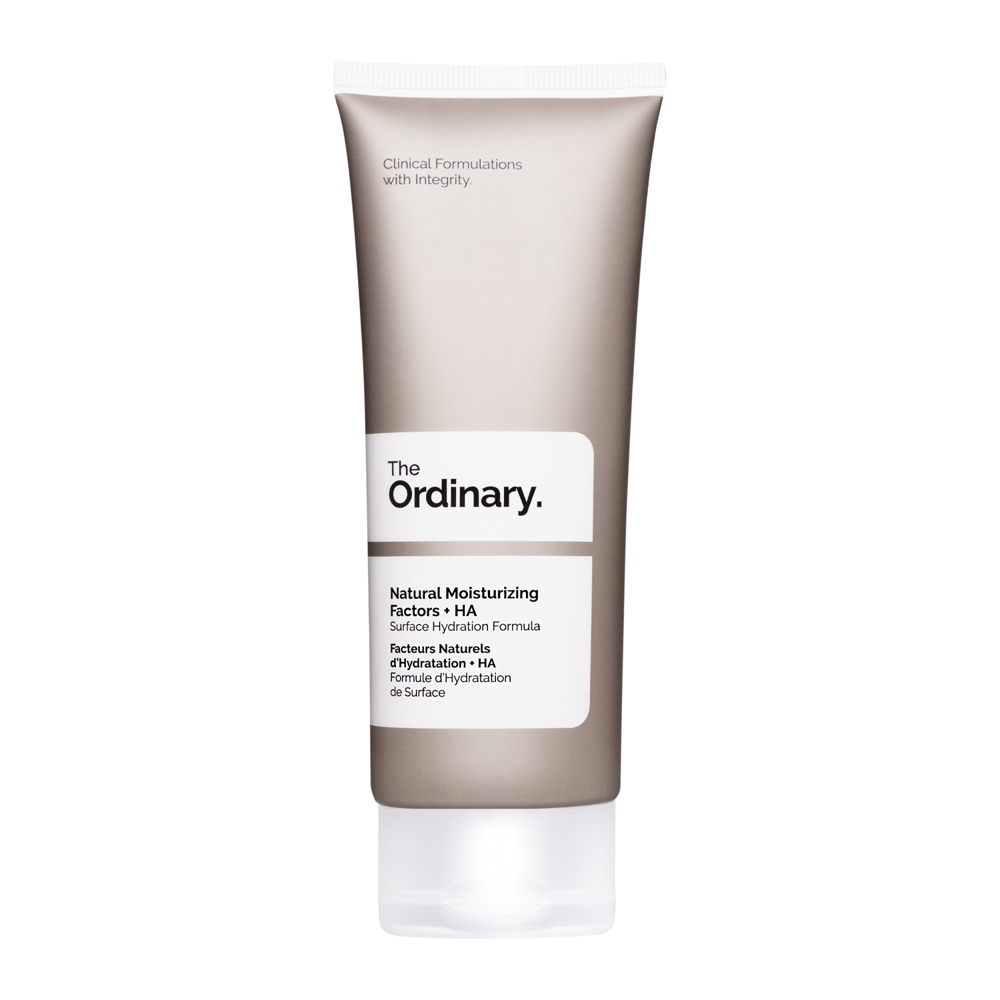 Clinical Formulations
with Integrity.
The
Ordinary.
Natural Moisturizing
Factors + HA
Surface Hydration Formula
Facteurs Naturels
d'Hydratation + HA
Formule d'Hydratation
de Surface